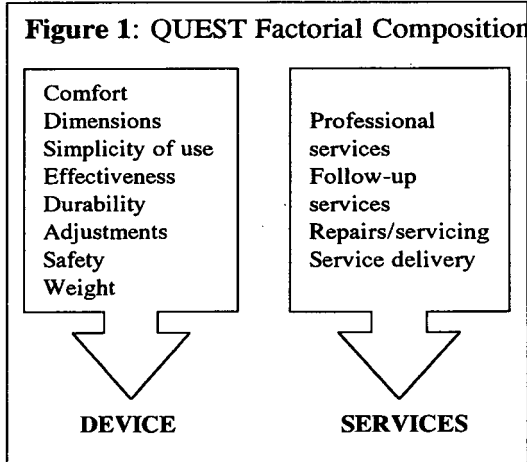 Figure 1: QUEST Factorial Composition
Comfort
Dimensions
Simplicity of use
Effectiveness
Durability
Adjustments
Safety
Weight
DEVICE
Professional
services
Follow-up
services
Repairs/servicing
Service delivery
SERVICES